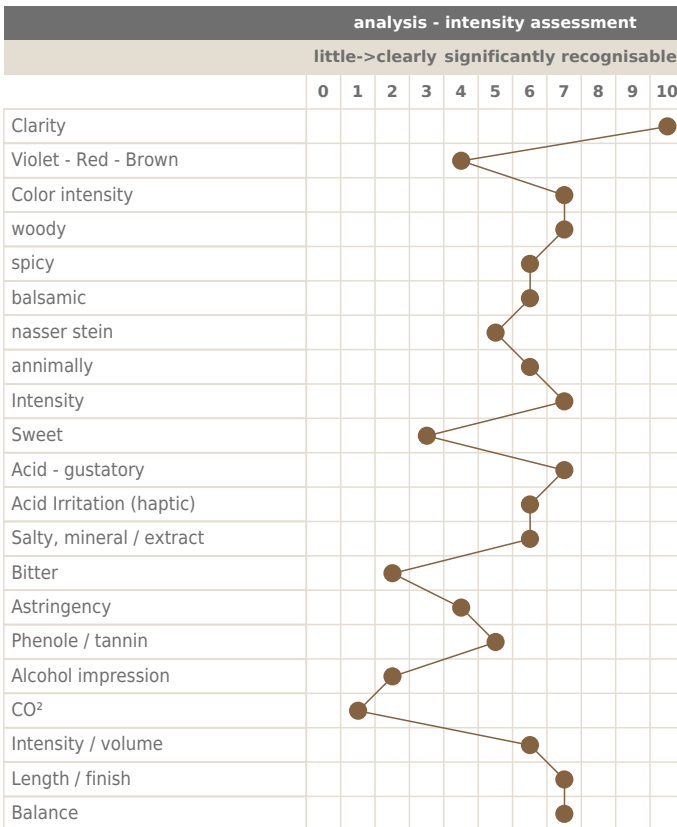 analysis - intensity assessment
little->clearly significantly recognisable
0 1 2 3 4 5 6 7 8 9 10
Clarity
Violet - Red - Brown
Color intensity
woody
spicy
balsamic
nasser stein
annimally
Intensity
Sweet
Acid - gustatory
Acid Irritation (haptic)
Salty, mineral / extract
Bitter
Astringency
Phenole / tannin
Alcohol impression
CO²
Intensity / volume
Length / finish
Balance